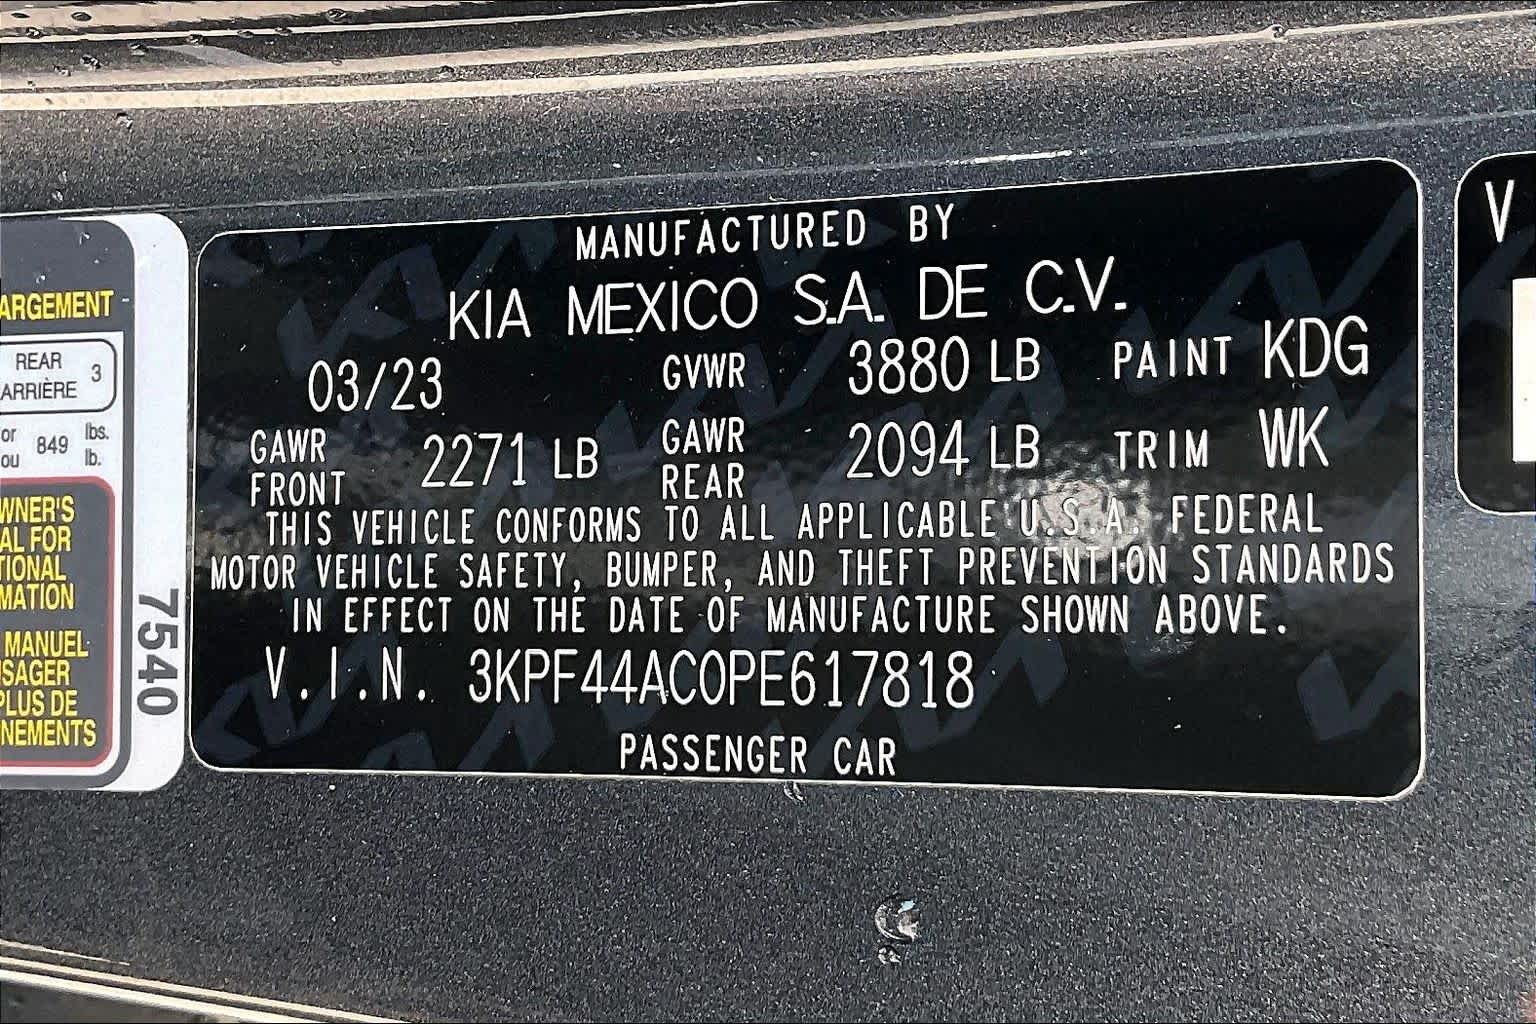 ARGEMENT
REAR
ARRIÈRE 3
or
ou 849 lbs.
lb.
WNER'S
AL FOR
TIONAL
MATION
MANUEL
USAGER
PLUS DE
NEMENTS
7540
MANUFACTURED BY
KIA MEXICO S.A. DE C.V.
03/23 GVWR 3880 LB PAINT KDG
GAWR FRONT 2271 LB GAWR REAR 2094 LB TRIM WK
THIS VEHICLE CONFORMS TO ALL APPLICABLE U.S.A. FEDERAL
MOTOR VEHICLE SAFETY, BUMPER, AND THEFT PREVENTION STANDARDS
IN EFFECT ON THE DATE OF MANUFACTURE SHOWN ABOVE.
V.I.N. 3KPF44AC0PE617818
PASSENGER CAR
V